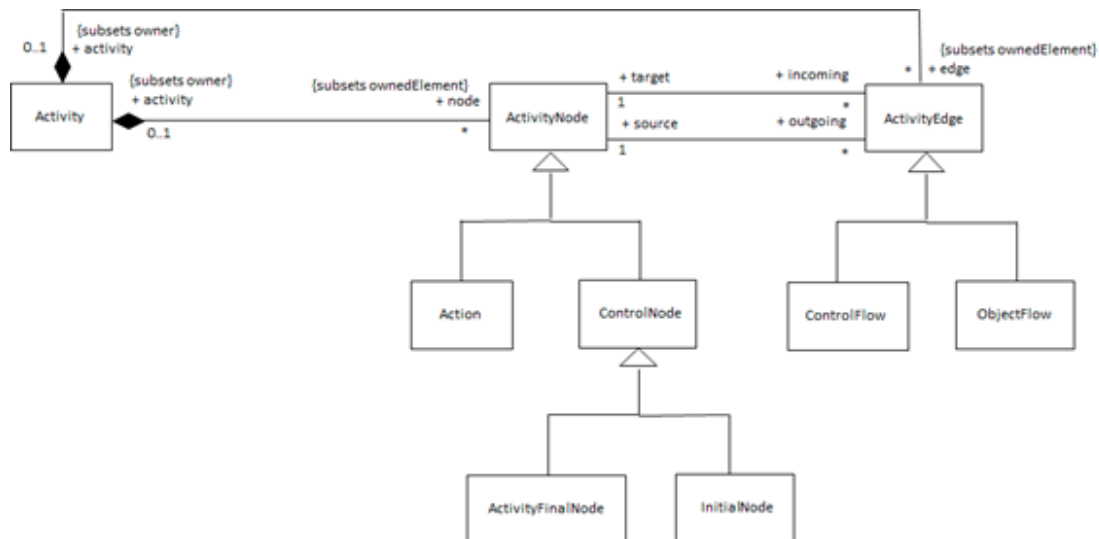 {subsets owner}
0..1
+ activity
{subsets ownedElement}
* + edge
{subsets owner}
+ activity
{subsets ownedElement}
+ node
+ target
+ incoming
Activity
0..1
*
ActivityNode
1
*
+ source
+ outgoing
1
*
ActivityEdge
Action
ControlNode
ControlFlow
ObjectFlow
ActivityFinalNode
InitialNode